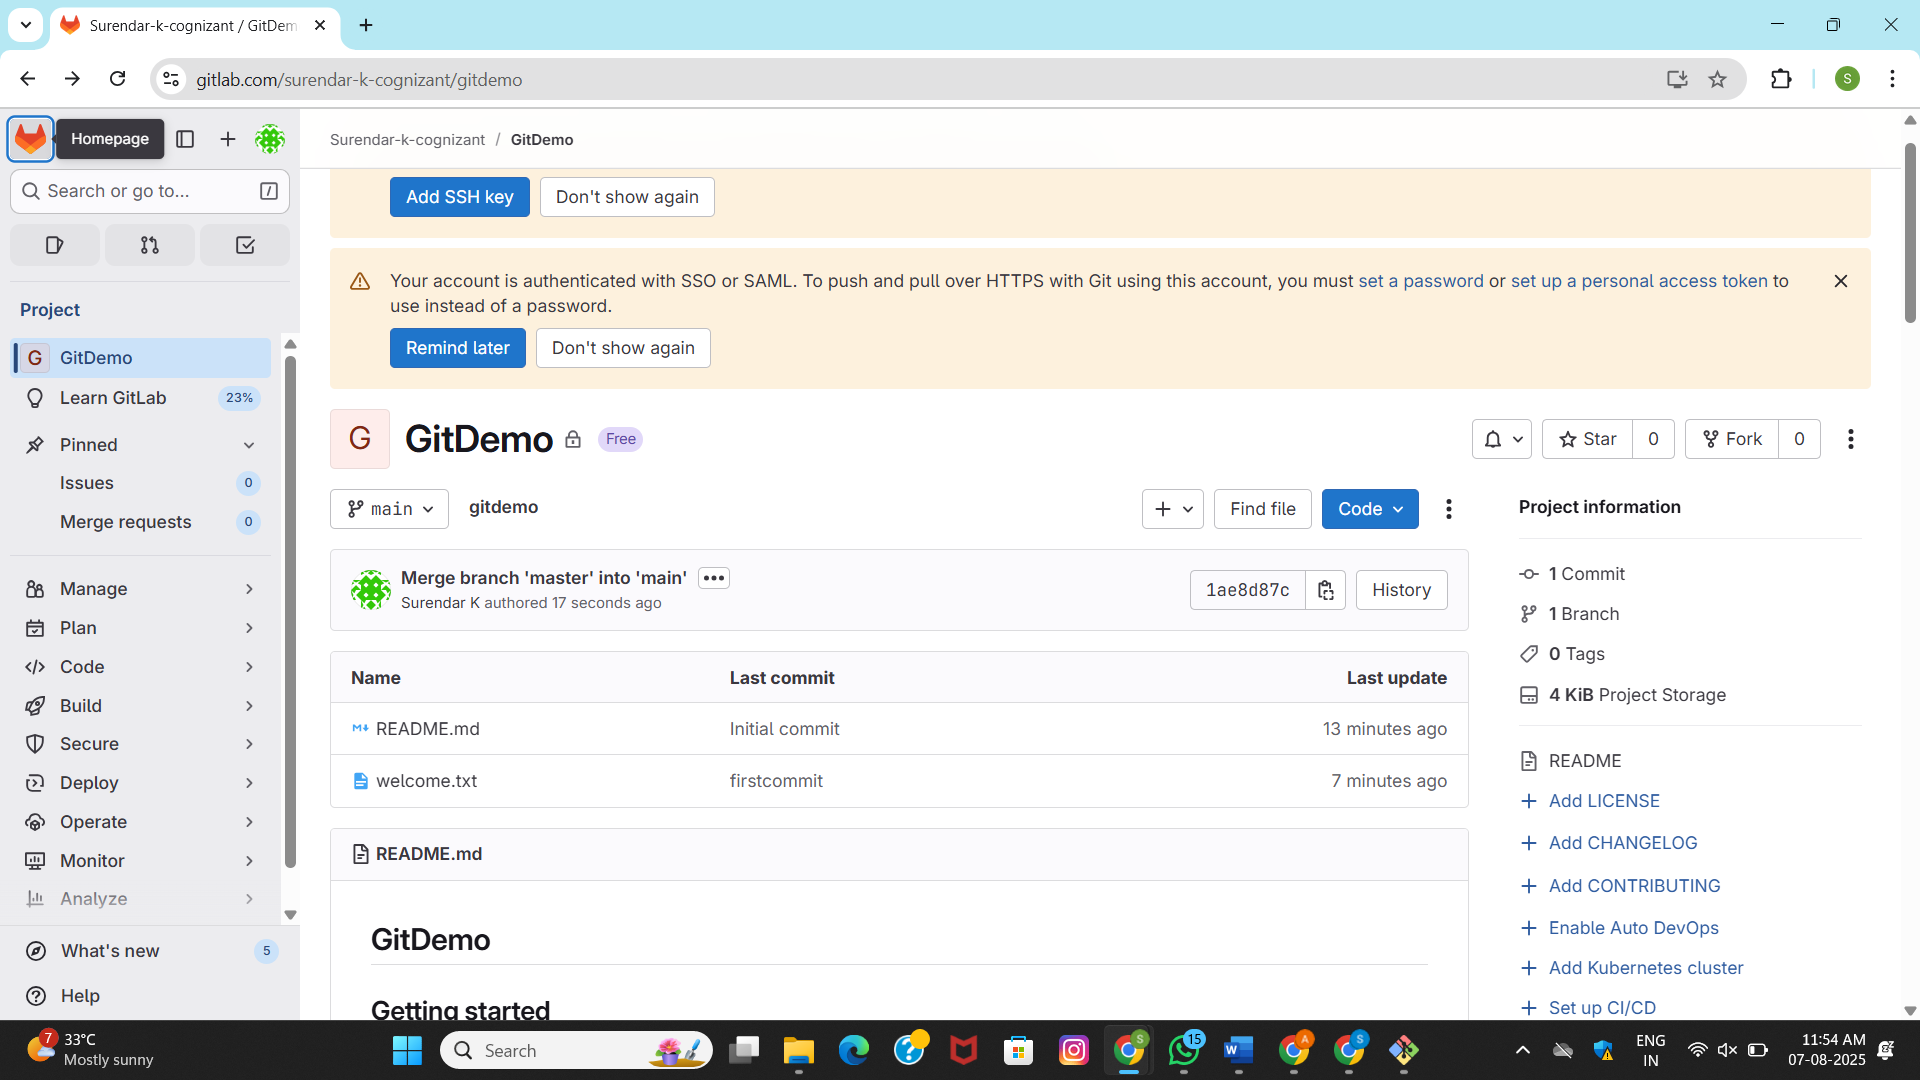 Surendar-k-cognizant / GitDem
gitlab.com/surendar-k-cognizant/gitdemo
S
Homepage
Search or go to...
/
Project
G GitDemo
Learn GitLab 23%
Pinned
Issues 0
Merge requests 0
Manage
Plan
Code
Build
Secure
Deploy
Operate
Monitor
Analyze
What's new 5
Help
Surendar-k-cognizant / GitDemo
Add SSH key Don't show again
Your account is authenticated with SSO or SAML. To push and pull over HTTPS with Git using this account, you must set a password or set up a personal access token to
use instead of a password.
Remind later Don't show again
G GitDemo Free
Star 0 Fork 0
main gitdemo
+ Find file Code
Merge branch 'master' into 'main'
Surendar K authored 17 seconds ago
1ae8d87c History
Name Last commit Last update
README.md Initial commit 13 minutes ago
welcome.txt firstcommit 7 minutes ago
README.md
GitDemo
Getting started
Project information
1 Commit
1 Branch
0 Tags
4 KiB Project Storage
README
+ Add LICENSE
+ Add CHANGELOG
+ Add CONTRIBUTING
+ Enable Auto DevOps
+ Add Kubernetes cluster
+ Set up CI/CD
7
33°C
Mostly sunny
Search
S
15
W
A
S
ENG
IN
11:54 AM
07-08-2025